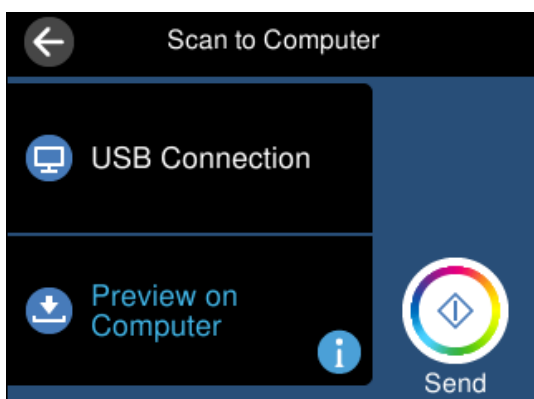 Scan to Computer
USB Connection
Preview on
Computer
i
Send